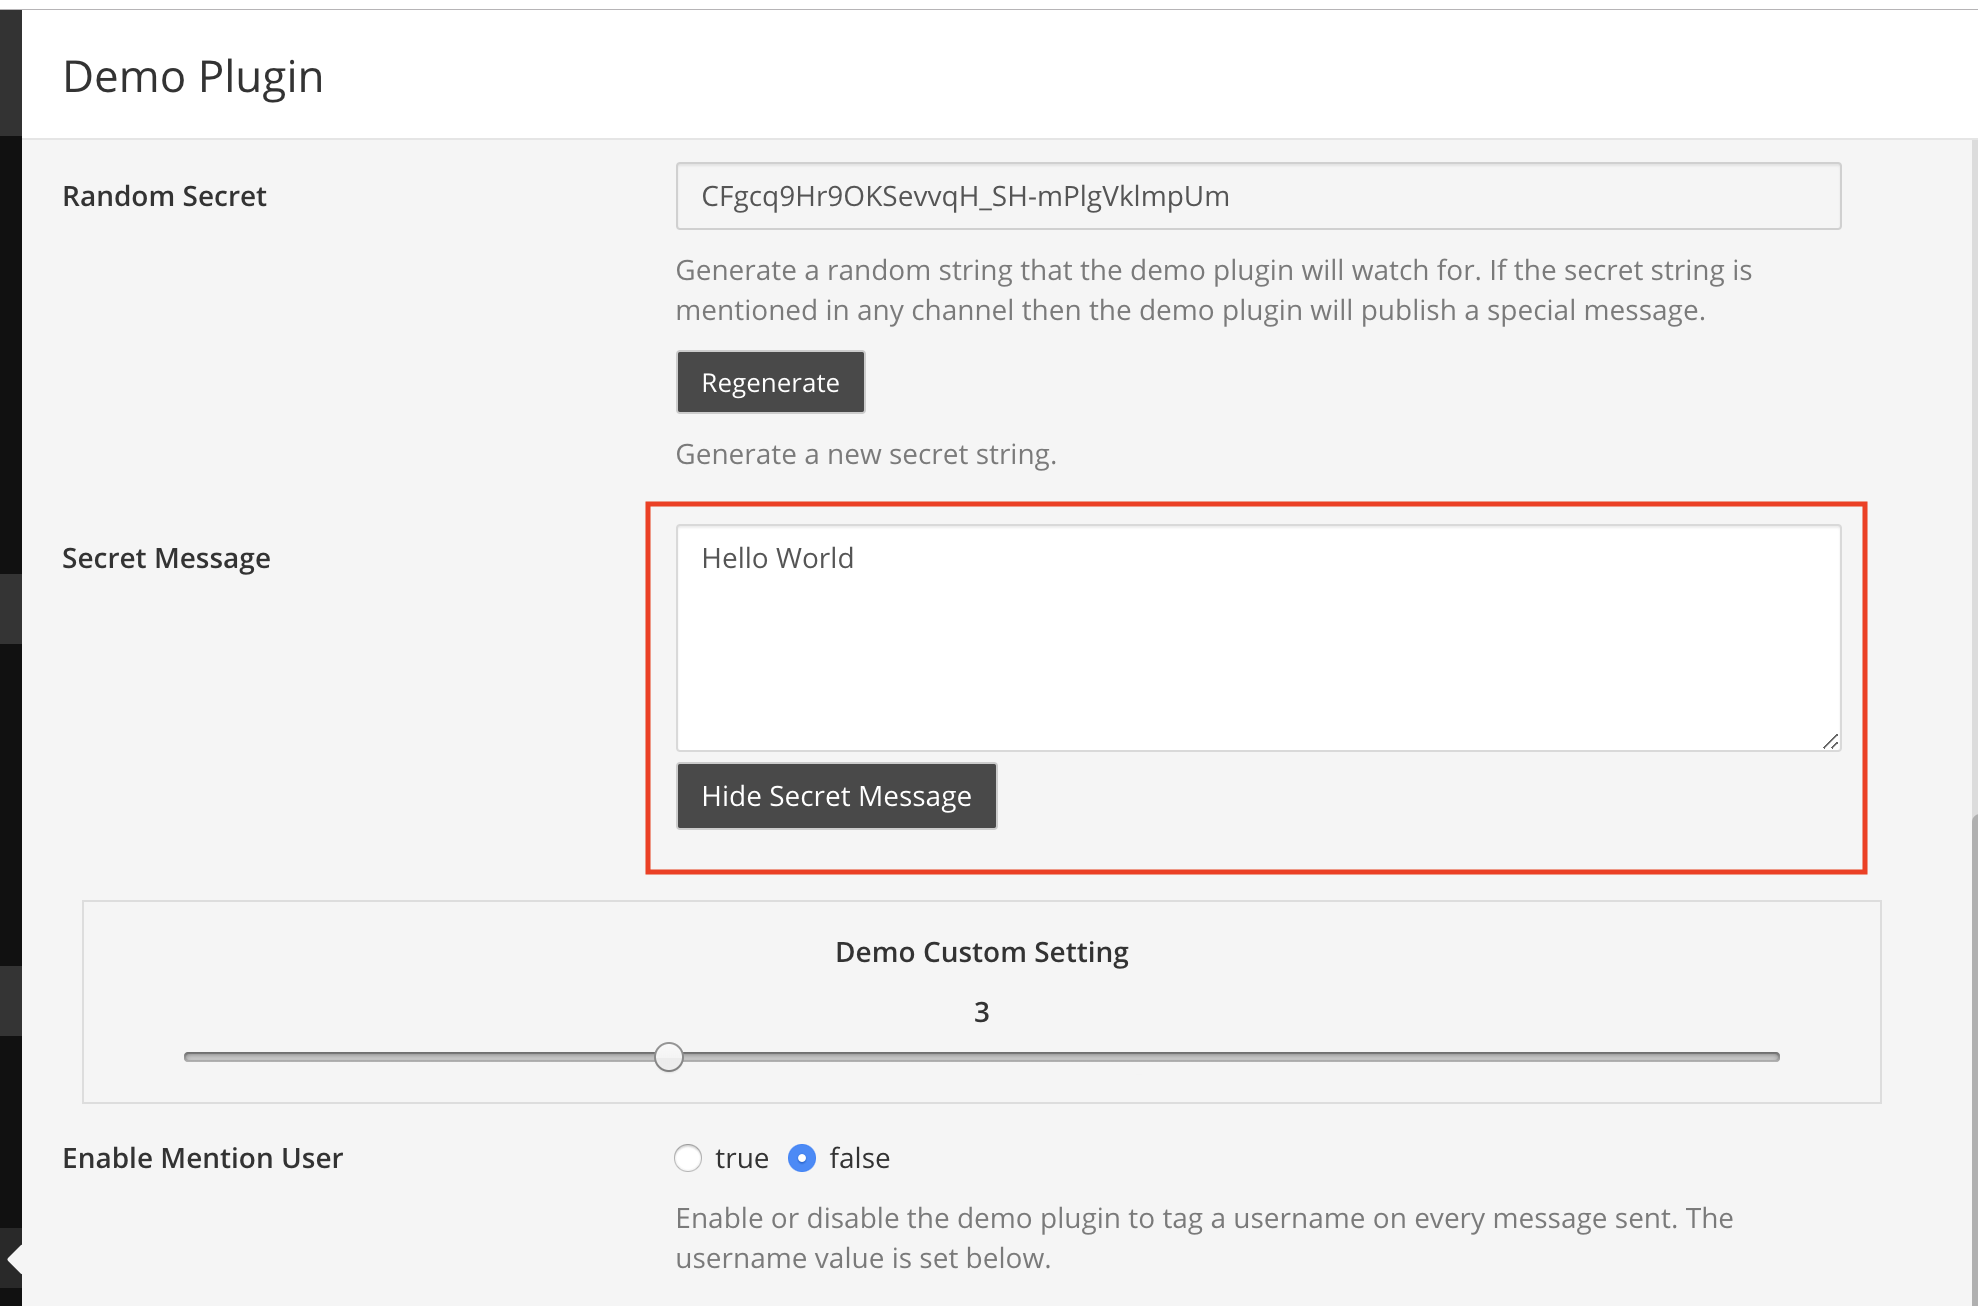 Demo Plugin
Random Secret
CFgcq9Hr9OKSevvqH_SH-mPlgVklmpUm
Generate a random string that the demo plugin will watch for. If the secret string is
mentioned in any channel then the demo plugin will publish a special message.
Regenerate
Generate a new secret string.
Secret Message
Hello World
Hide Secret Message
Demo Custom Setting
3
Enable Mention User
true false
Enable or disable the demo plugin to tag a username on every message sent. The
username value is set below.